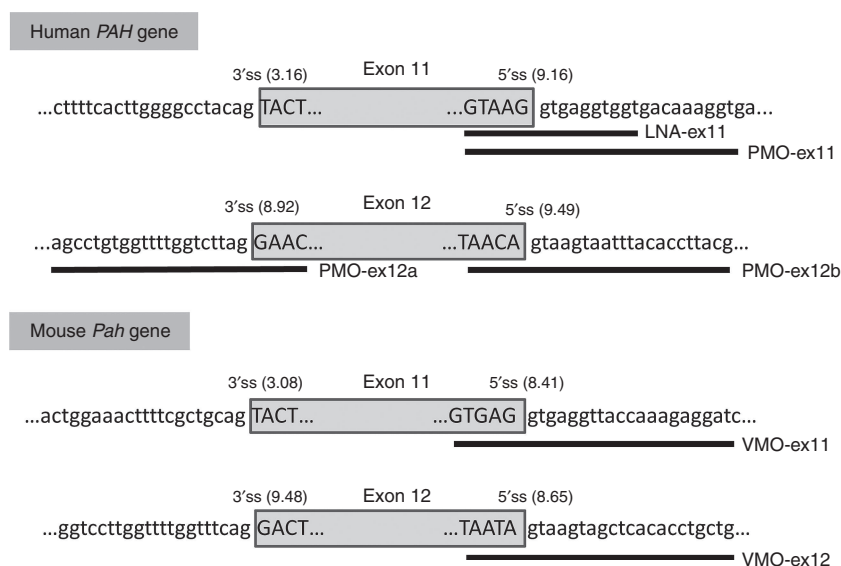 Human PAH gene
3′ss (3.16) Exon 11 5′ss (9.16)
...cttttcacttggggcctacag TACT... ...GTAAG gtgaggtggtgacaaaggtga...
LNA-ex11
PMO-ex11
3′ss (8.92) Exon 12 5′ss (9.49)
...agcctgtggttttggtcttag GAAC... ...TAACA gtaagtaatttacaccttacg...
PMO-ex12a PMO-ex12b
Mouse Pah gene
3′ss (3.08) Exon 11 5′ss (8.41)
...actggaaacttttcgctgcag TACT... ...GTGAG gtgaggttaccaaagaggatc...
VMO-ex11
3′ss (9.48) Exon 12 5′ss (8.65)
...ggtccttggttttggtttcag GACT... ...TAATA gtaagtagctcacacctgctg...
VMO-ex12